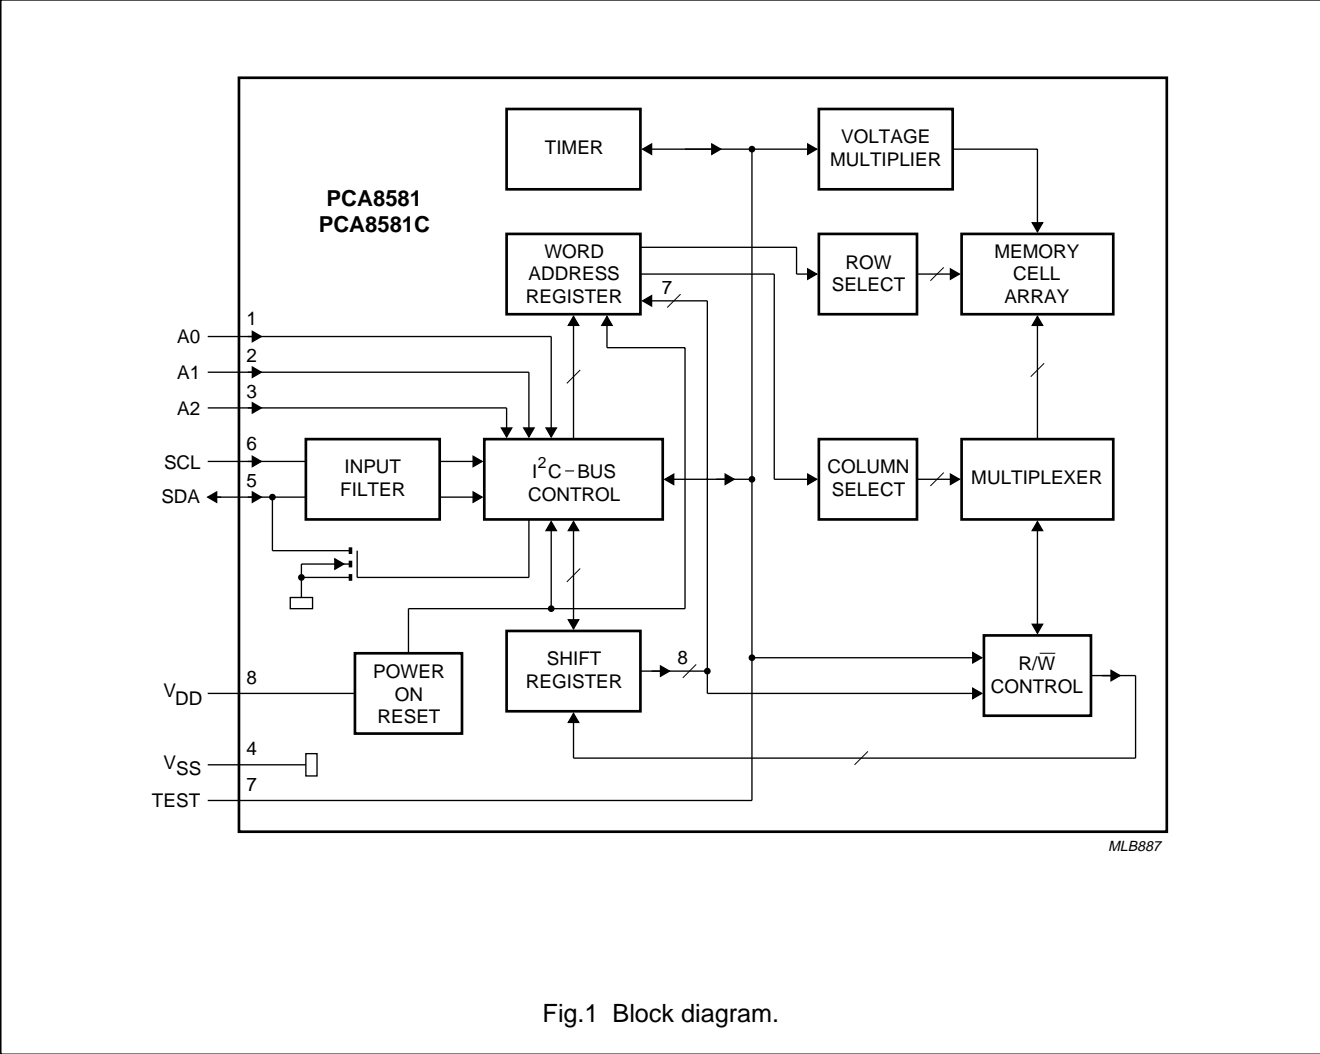 TIMER
VOLTAGE
MULTIPLIER
PCA8581
PCA8581C
WORD
ADDRESS
REGISTER
ROW
SELECT
MEMORY
CELL
ARRAY
7
A0 1
A1 2
A2 3
SCL 6
SDA 5
INPUT
FILTER
I²C–BUS
CONTROL
COLUMN
SELECT
MULTIPLEXER
SHIFT
REGISTER
8
R/W̅
CONTROL
POWER
ON
RESET
VDD 8
VSS 4
TEST 7
MLB887
Fig.1 Block diagram.